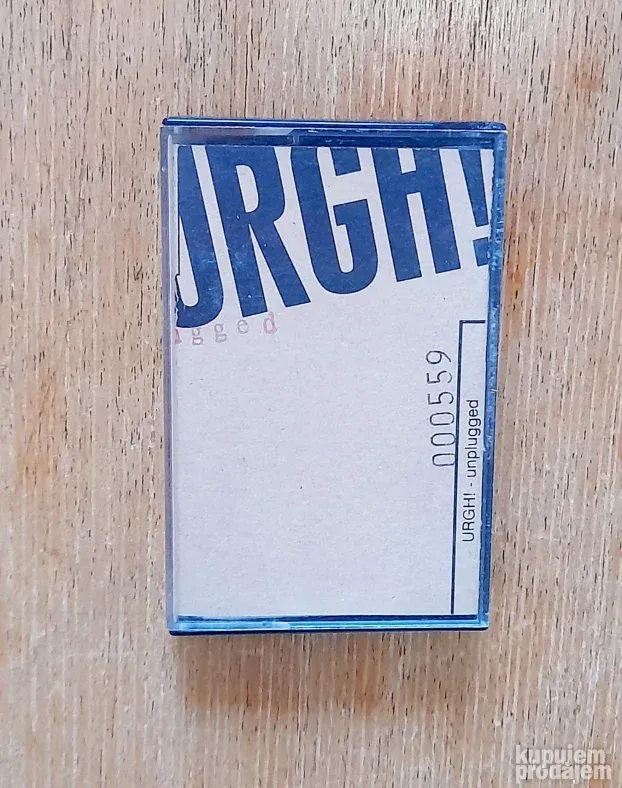 URGH!
gged
000559
URGH! - unplugged
kupujem
prodajem